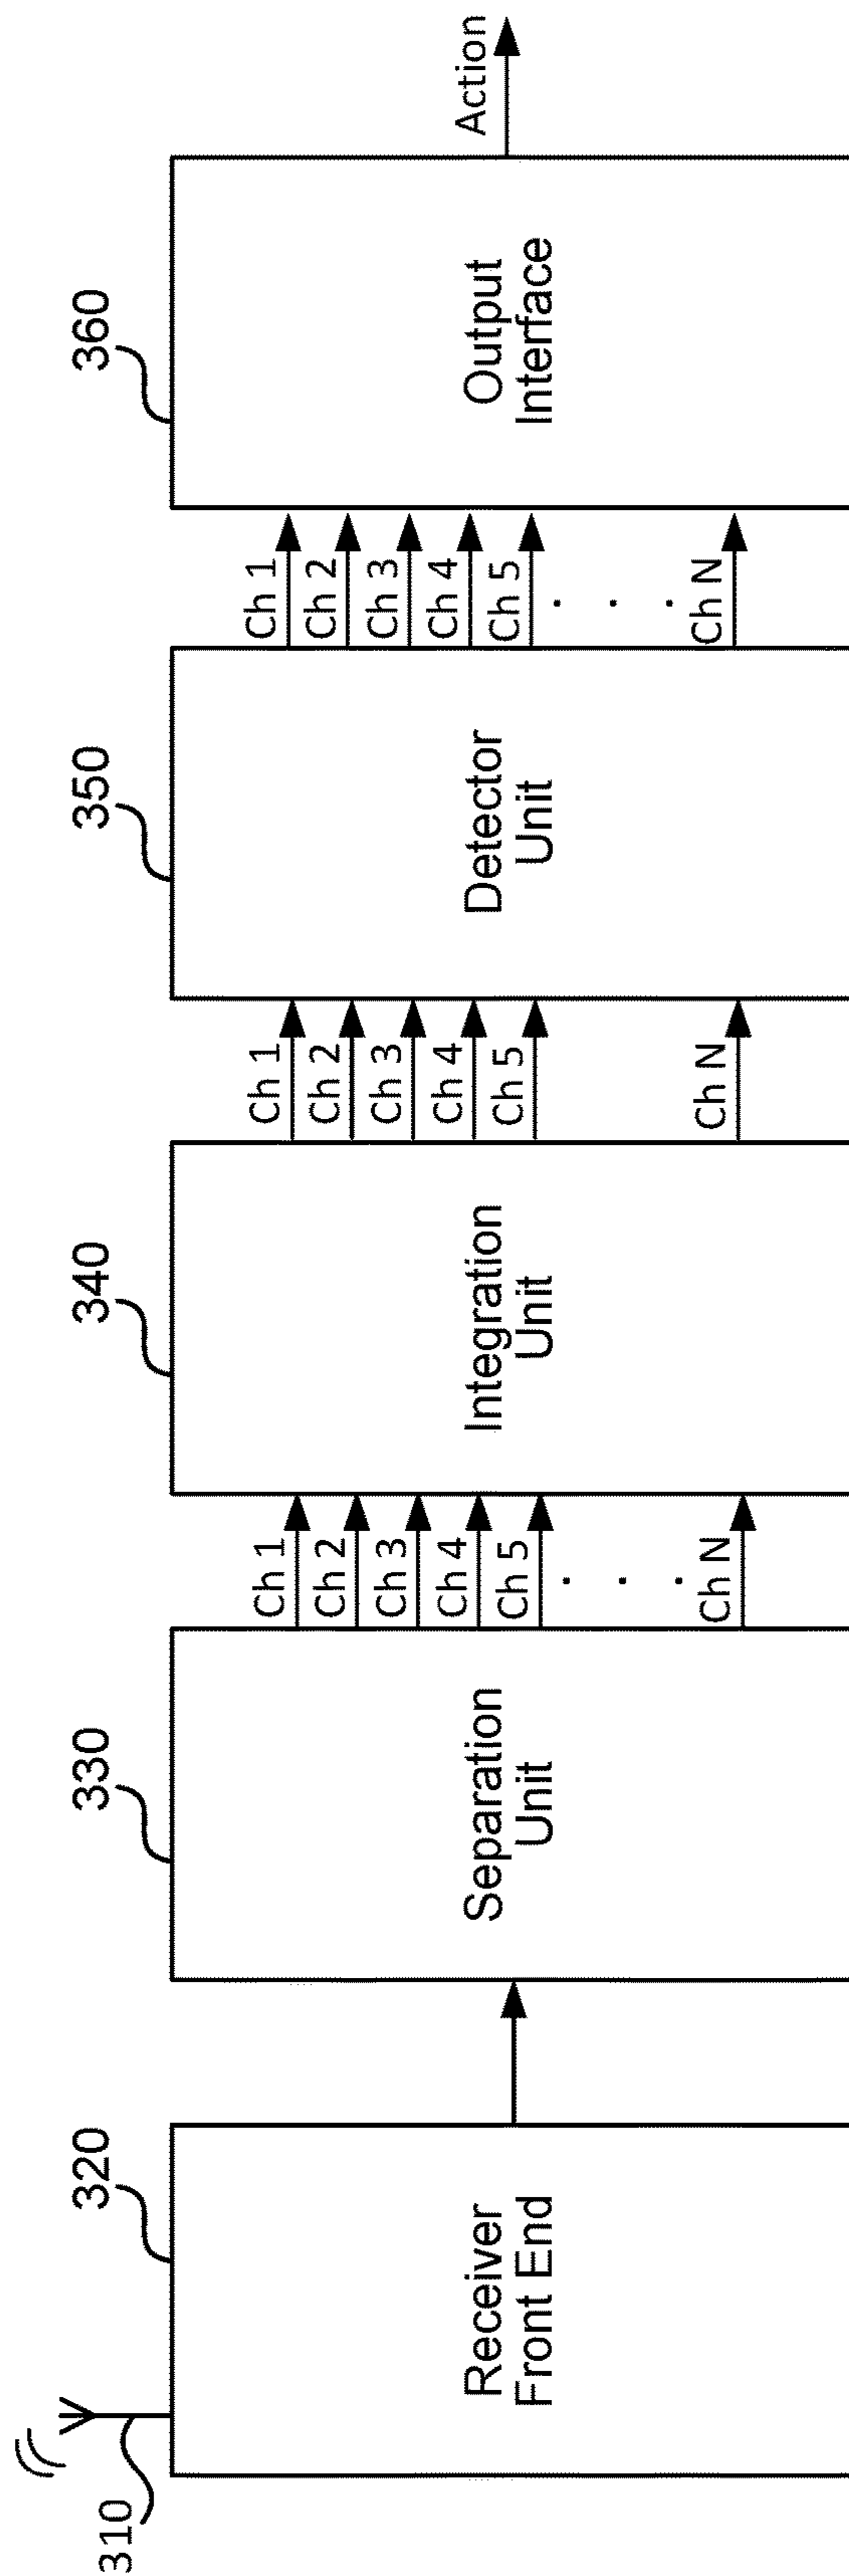 310
320
Receiver
Front End
330
Separation
Unit
Ch 1
Ch 2
Ch 3
Ch 4
Ch 5
. . .
Ch N
340
Integration
Unit
Ch 1
Ch 2
Ch 3
Ch 4
Ch 5
Ch N
350
Detector
Unit
Ch 1
Ch 2
Ch 3
Ch 4
Ch 5
. . .
Ch N
360
Output
Interface
Action